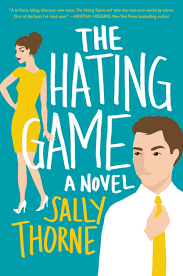 "A brilliant, biting, hilarious new voice. The Hating Game will take the rom-com world by storm.
One of the best I've read ever." —KRISTAN HIGGINS, New York Times bestselling author
THE
HATING
GAME
A NOVEL
SALLY
THORNE